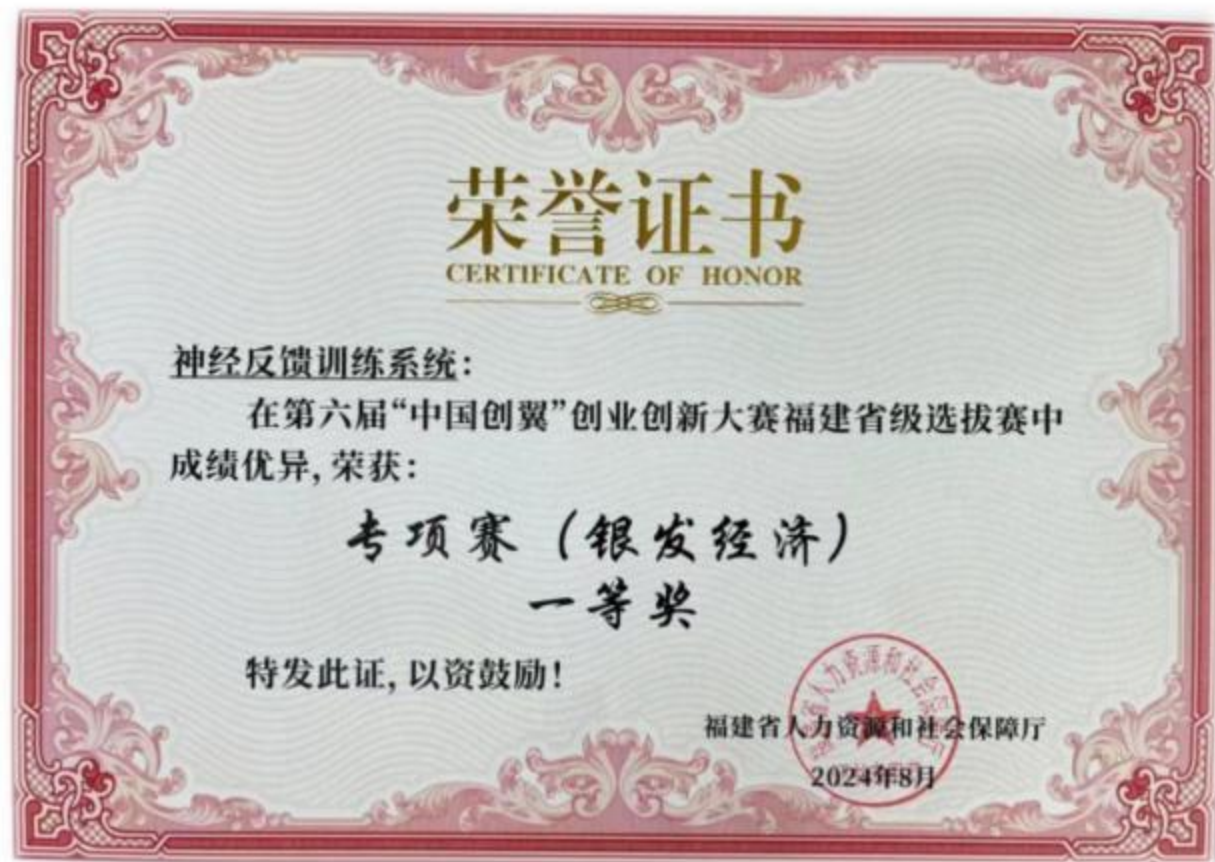 荣誉证书
CERTIFICATE OF HONOR
神经反馈训练系统:
在第六届“中国创翼”创业创新大赛福建省级选拔赛中
成绩优异,荣获:
专项赛(银发经济)
一等奖
特发此证,以资鼓励!
福建省人力资源和社会保障厅
2024年8月